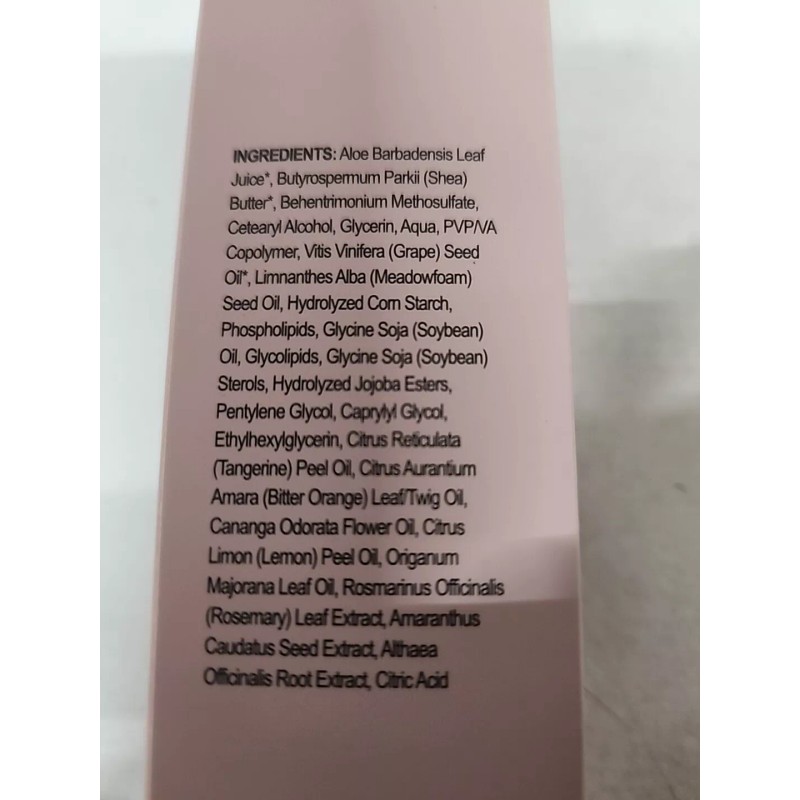 INGREDIENTS: Aloe Barbadensis Leaf
Juice*, Butyrospermum Parkii (Shea)
Butter*, Behentrimonium Methosulfate,
Cetearyl Alcohol, Glycerin, Aqua, PVP/VA
Copolymer, Vitis Vinifera (Grape) Seed
Oil*, Limnanthes Alba (Meadowfoam)
Seed Oil, Hydrolyzed Corn Starch,
Phospholipids, Glycine Soja (Soybean)
Oil, Glycolipids, Glycine Soja (Soybean)
Sterols, Hydrolyzed Jojoba Esters,
Pentylene Glycol, Caprylyl Glycol,
Ethylhexylglycerin, Citrus Reticulata
(Tangerine) Peel Oil, Citrus Aurantium
Amara (Bitter Orange) Leaf/Twig Oil,
Cananga Odorata Flower Oil, Citrus
Limon (Lemon) Peel Oil, Origanum
Majorana Leaf Oil, Rosmarinus Officinalis
(Rosemary) Leaf Extract, Amaranthus
Caudatus Seed Extract, Althaea
Officinalis Root Extract, Citric Acid